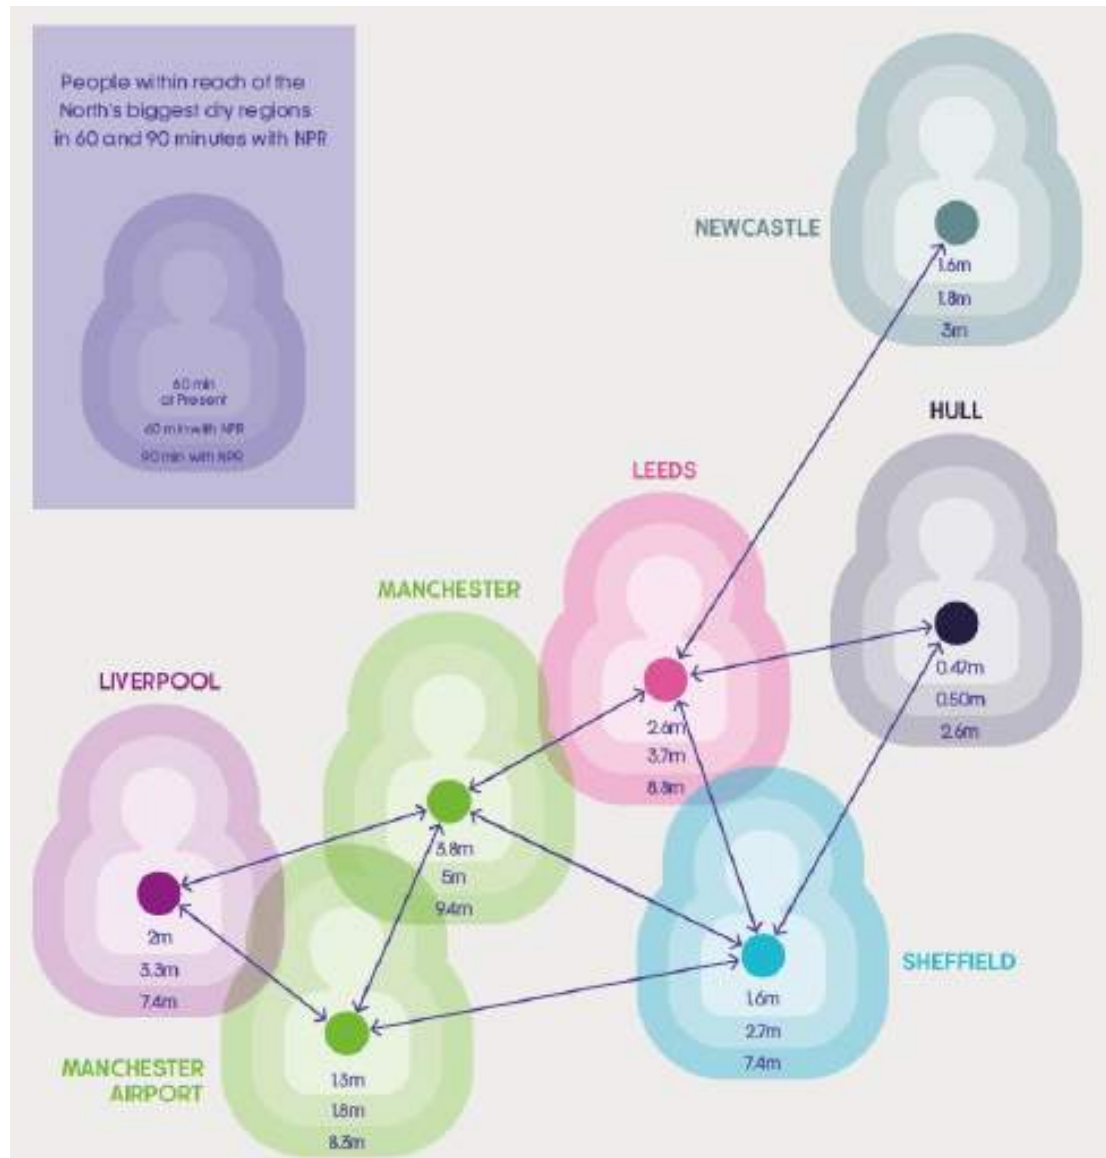 People within reach of the
North's biggest city regions
in 60 and 90 minutes with NPR
60 min
at Present
60 min with NPR
90 min with NPR
NEWCASTLE
1.6m
1.8m
3m
HULL
0.47m
0.50m
2.6m
LEEDS
2.6m
3.7m
8.8m
MANCHESTER
3.8m
5m
9.4m
LIVERPOOL
2m
3.3m
7.4m
SHEFFIELD
1.6m
2.7m
7.4m
MANCHESTER
AIRPORT
1.8m
8.3m